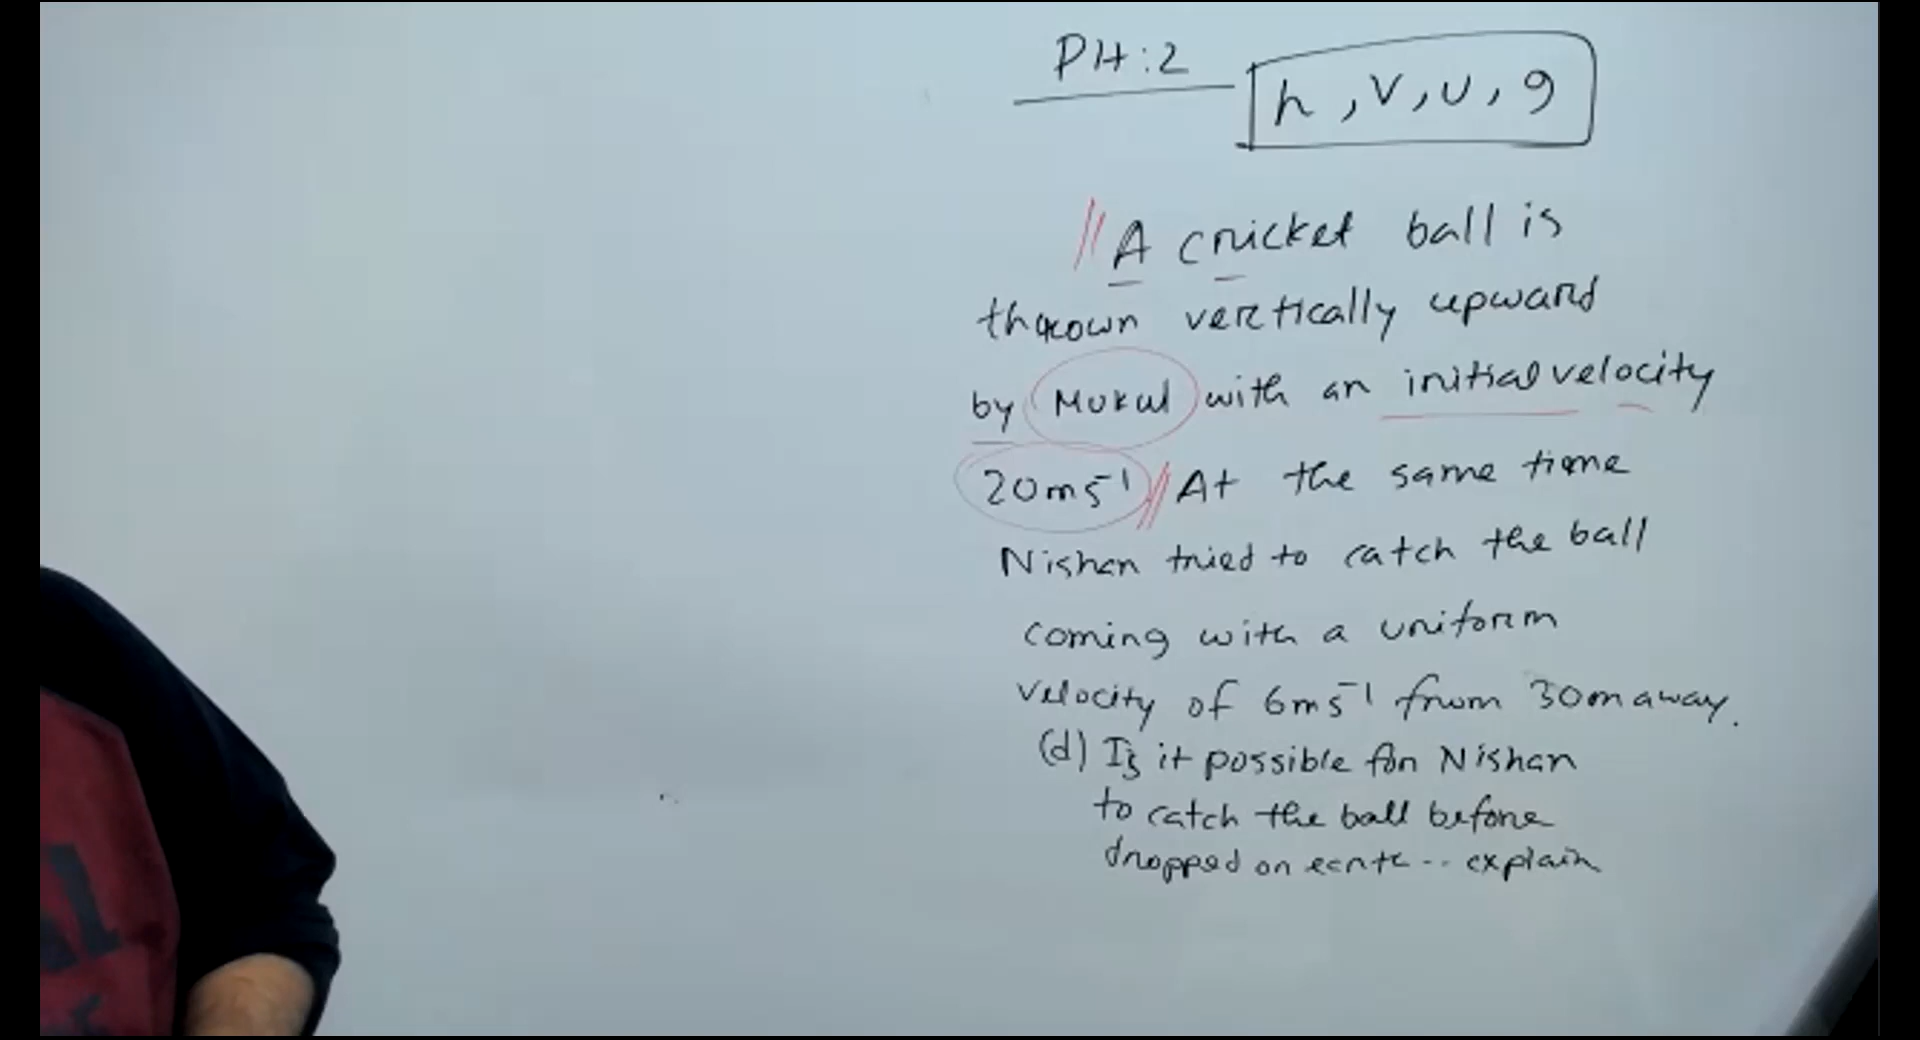 PH:2
h, v, u, g
A cricket ball is
thrown vertically upward
by Mukul with an initial velocity
20ms⁻¹ At the same time
Nishan tried to catch the ball
coming with a uniform
velocity of 6ms⁻¹ from 30m away.
(d) Is it possible for Nishan
to catch the ball before
dropped on earth .. explain